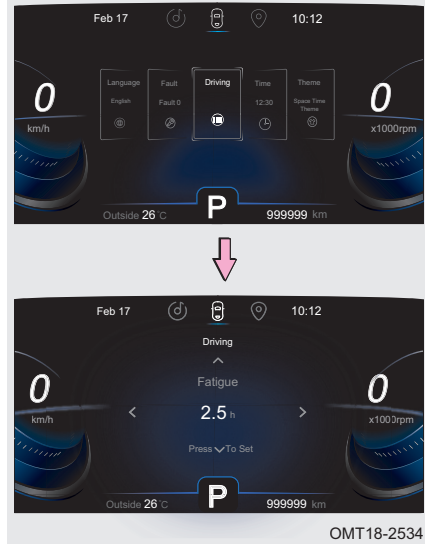 Feb 17 10:12
Language Fault Driving Time Theme
English Fault 0 12:30 Space Time
Theme
0 0
km/h x1000rpm
P
Outside 26°C 999999 km
Feb 17 10:12
Driving
Fatigue
0 2.5 h 0
km/h x1000rpm
Press To Set
P
Outside 26°C 999999 km
OMT18-2534